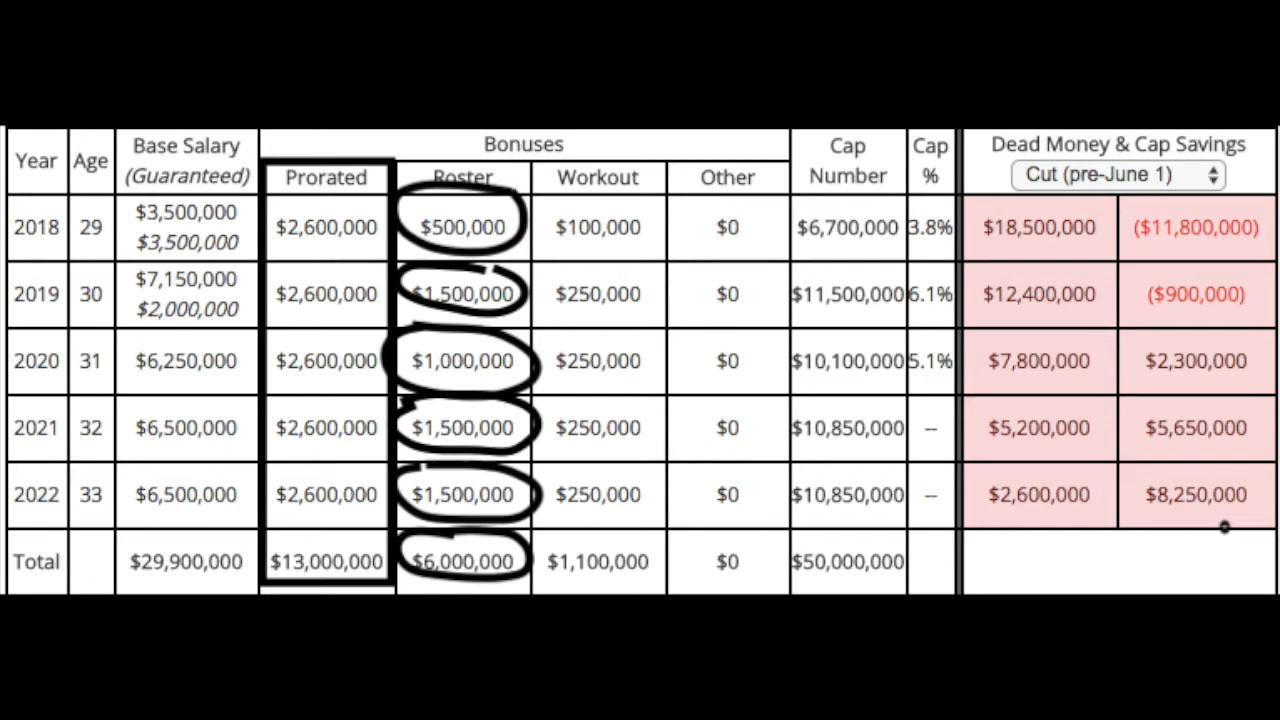 Year Age Base Salary (Guaranteed) Bonuses Cap Number Cap % Dead Money & Cap Savings
Prorated Roster Workout Other Cut (pre-June 1)
2018 29 $3,500,000 $3,500,000 $2,600,000 $500,000 $100,000 $0 $6,700,000 3.8% $18,500,000 ($11,800,000)
2019 30 $7,150,000 $2,000,000 $2,600,000 $1,500,000 $250,000 $0 $11,500,000 6.1% $12,400,000 ($900,000)
2020 31 $6,250,000 $2,600,000 $1,000,000 $250,000 $0 $10,100,000 5.1% $7,800,000 $2,300,000
2021 32 $6,500,000 $2,600,000 $1,500,000 $250,000 $0 $10,850,000 -- $5,200,000 $5,650,000
2022 33 $6,500,000 $2,600,000 $1,500,000 $250,000 $0 $10,850,000 -- $2,600,000 $8,250,000
Total $29,900,000 $13,000,000 $6,000,000 $1,100,000 $0 $50,000,000